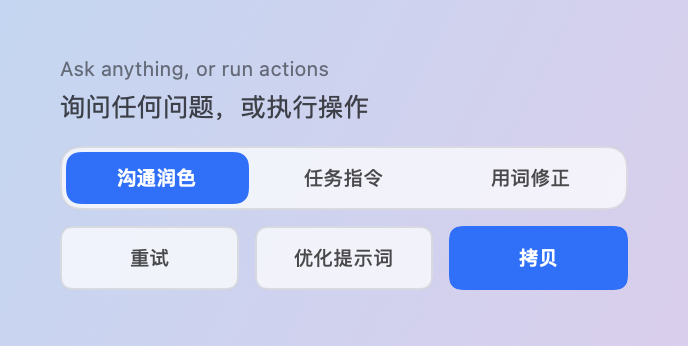 Ask anything, or run actions
询问任何问题，或执行操作
沟通润色 任务指令 用词修正
重试 优化提示词 拷贝